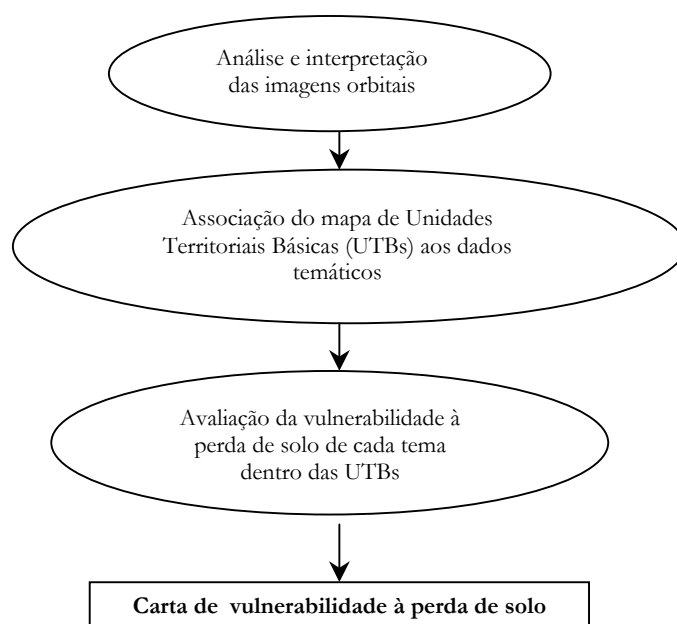 Análise e interpretação
das imagens orbitais
Associação do mapa de Unidades
Territoriais Básicas (UTBs) aos dados
temáticos
Avaliação da vulnerabilidade à
perda de solo de cada tema
dentro das UTBs
Carta de vulnerabilidade à perda de solo